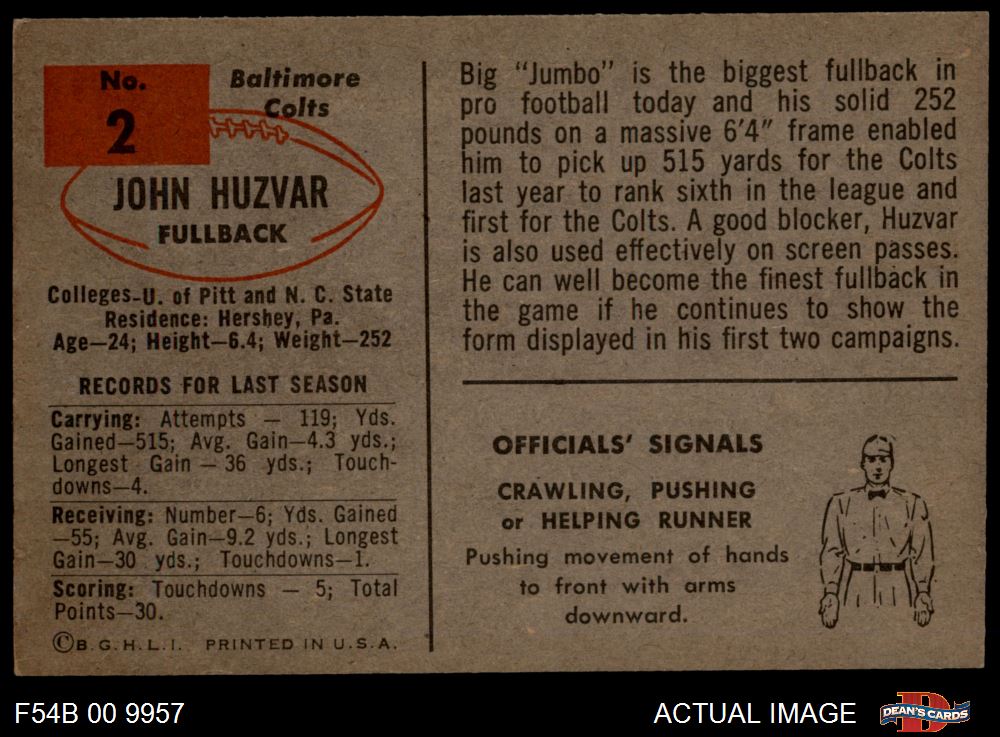 No.
2
Baltimore
Colts
JOHN HUZVAR
FULLBACK
Colleges-U. of Pitt and N. C. State
Residence: Hershey, Pa.
Age—24; Height—6.4; Weight—252
RECORDS FOR LAST SEASON
Carrying: Attempts — 119; Yds.
Gained—515; Avg. Gain—4.3 yds.;
Longest Gain — 36 yds.; Touch-
downs—4.
Receiving: Number—6; Yds. Gained
—55; Avg. Gain—9.2 yds.; Longest
Gain—30 yds.; Touchdowns—1.
Scoring: Touchdowns — 5; Total
Points—30.
©B.G.H.L.I. PRINTED IN U.S.A.
Big "Jumbo" is the biggest fullback in
pro football today and his solid 252
pounds on a massive 6'4" frame enabled
him to pick up 515 yards for the Colts
last year to rank sixth in the league and
first for the Colts. A good blocker, Huzvar
is also used effectively on screen passes.
He can well become the finest fullback in
the game if he continues to show the
form displayed in his first two campaigns.
OFFICIALS' SIGNALS
CRAWLING, PUSHING
or HELPING RUNNER
Pushing movement of hands
to front with arms
downward.
F54B 00 9957
ACTUAL IMAGE
DEAN'S CARDS